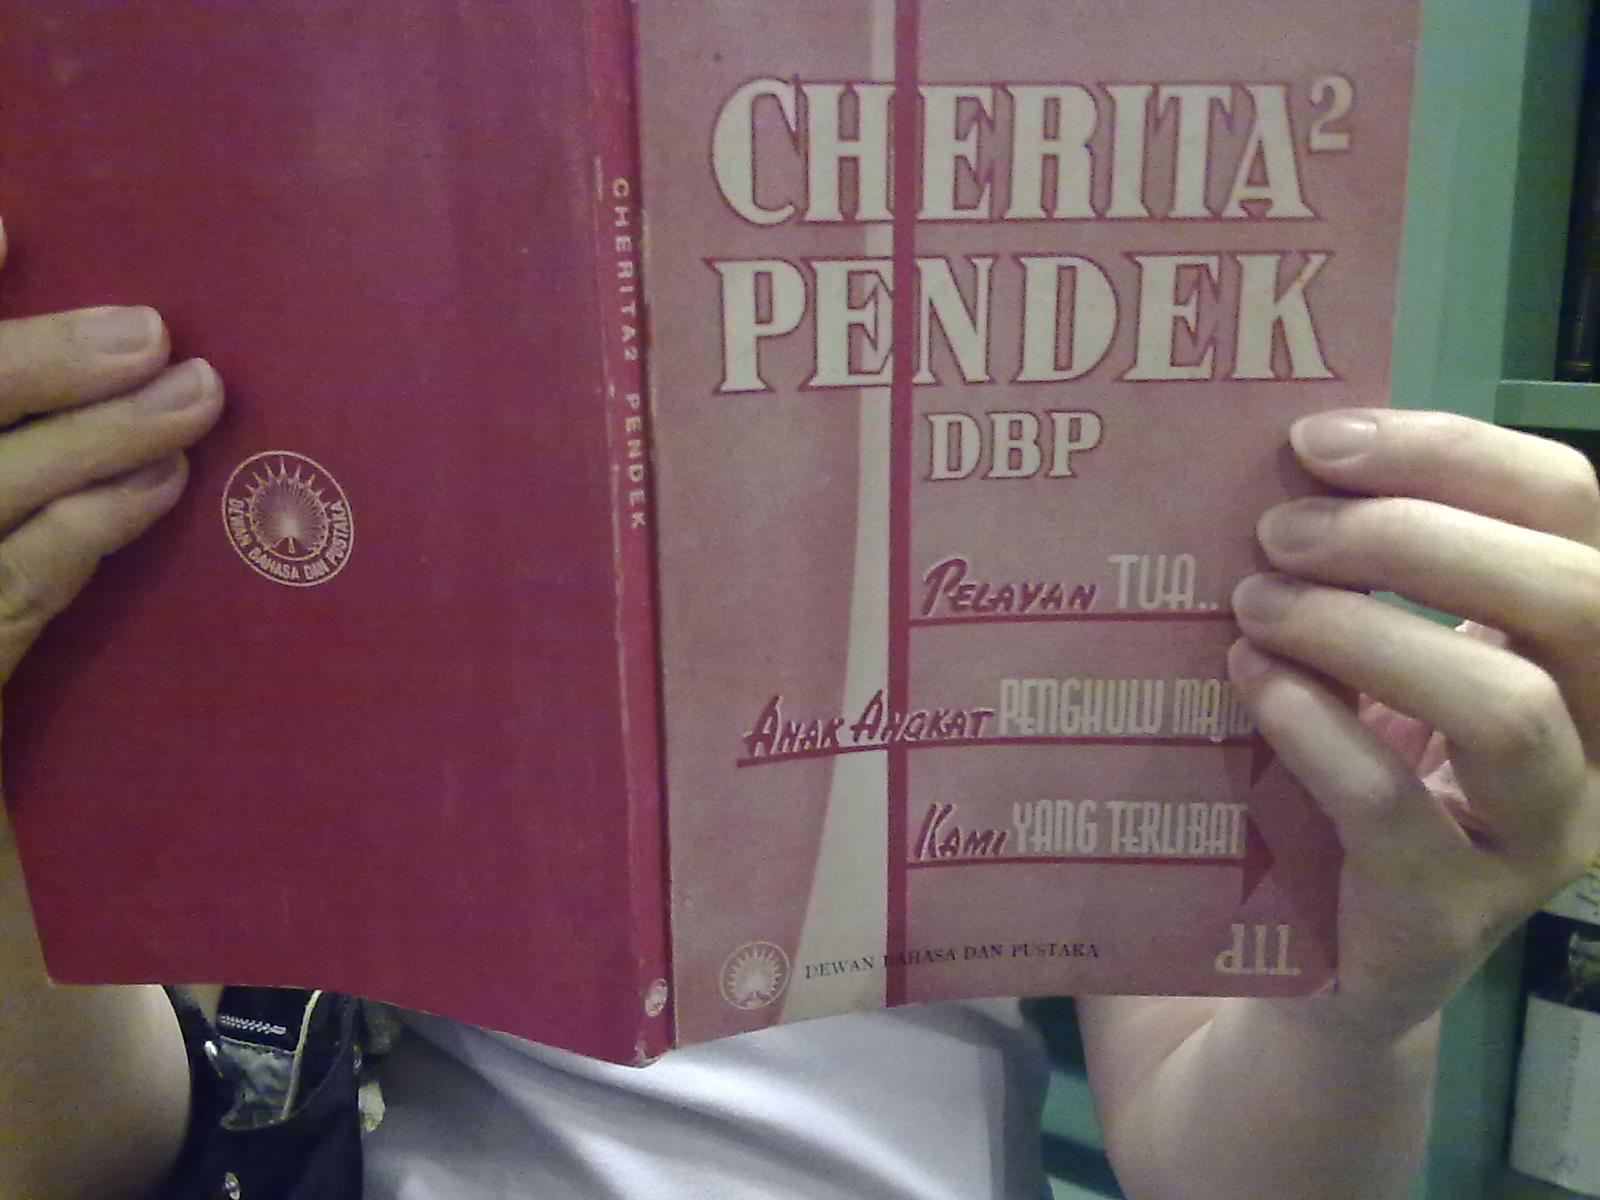 DEWAN BAHASA DAN PUSTAKA
CHERITA2 PENDEK
CHERITA²
PENDEK
DBP
PELAYAN TUA..
ANAK ANGKAT PENGHULU
KAMI YANG TERLIBAT
d.l.l.
DEWAN BAHASA DAN PUSTAKA